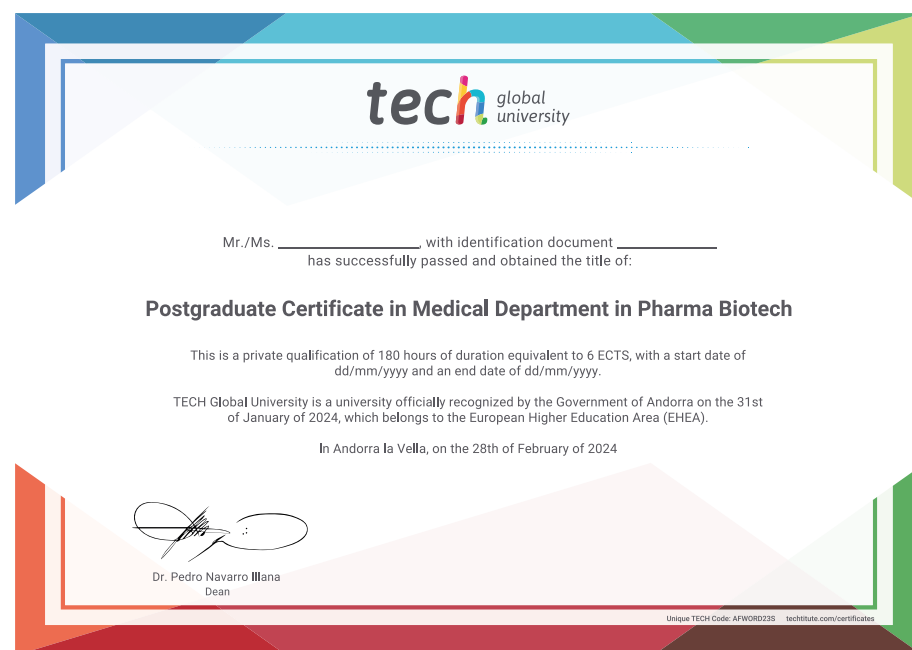 tech global
university
Mr./Ms. ____________________, with identification document ______________
has successfully passed and obtained the title of:
Postgraduate Certificate in Medical Department in Pharma Biotech
This is a private qualification of 180 hours of duration equivalent to 6 ECTS, with a start date of
dd/mm/yyyy and an end date of dd/mm/yyyy.
TECH Global University is a university officially recognized by the Government of Andorra on the 31st
of January of 2024, which belongs to the European Higher Education Area (EHEA).
In Andorra la Vella, on the 28th of February of 2024
Dr. Pedro Navarro Illana
Dean
Unique TECH Code: AFWORD23S techtitute.com/certificates